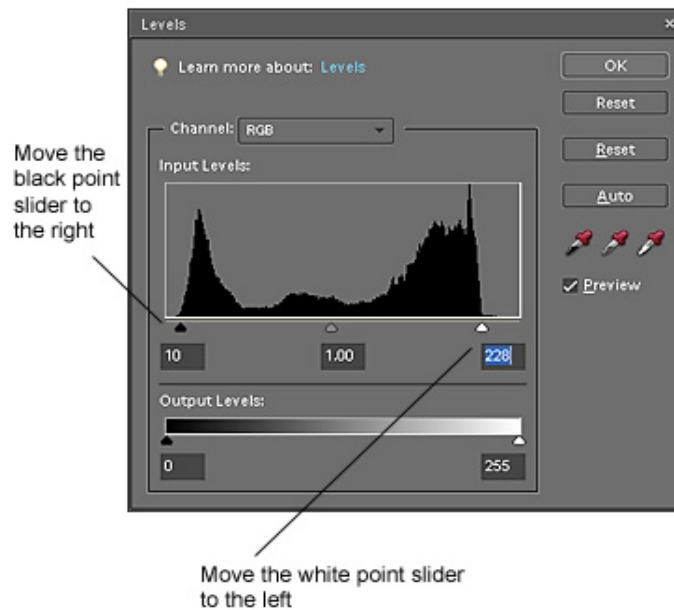 Levels
Learn more about: Levels
OK
Reset
Channel: RGB
Reset
Input Levels:
Auto
Move the
black point
slider to
the right
Preview
10 1.00 228
Output Levels:
0 255
Move the white point slider
to the left